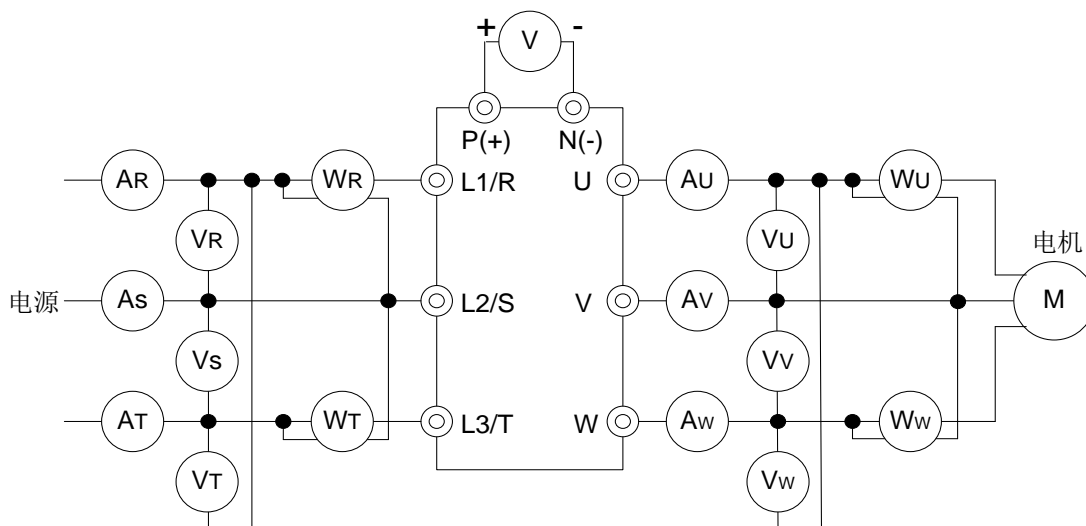 + V -
P(+) N(-)
AR WR L1/R U AU WU
VR VU
电机
电源 AS L2/S V AV M
VS VV
AT WT L3/T W AW WW
VT VW